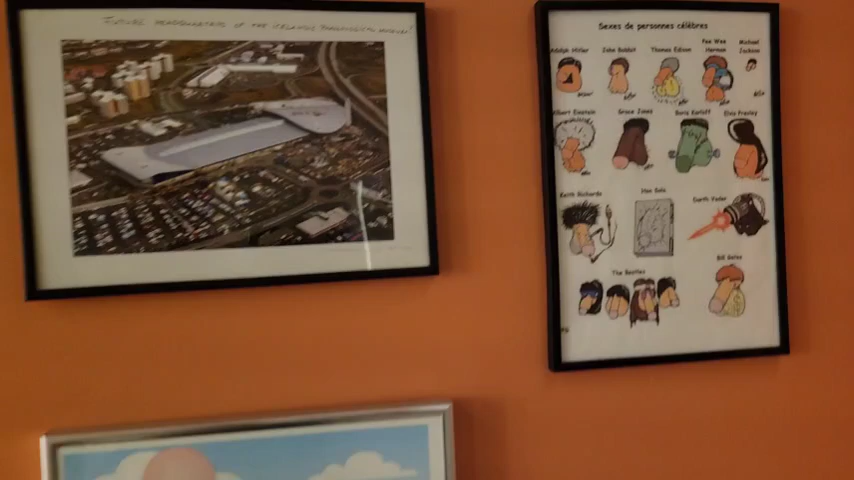 FUTURE HEADQUARTERS OF THE ICELANDIC PHALLOLOGICAL MUSEUM!
Sexes de personnes célèbres
Adolph Hitler
John Bobbit
Thomas Edison
Pee Wee
Herman
Michael
Jackson
Albert Einstein
Grace Jones
Boris Karloff
Elvis Presley
Keith Richards
Han Solo
Darth Vader
The Beatles
Bill Gates